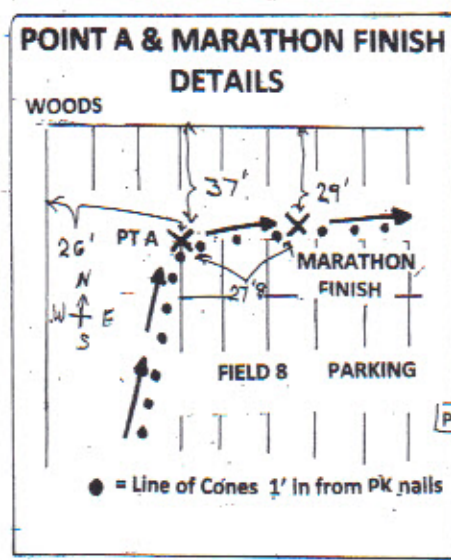 POINT A & MARATHON FINISH
DETAILS
WOODS
37'
29'
26'
PT A
N
W E
S
27'8
MARATHON
FINISH
FIELD 8 PARKING
P
● = Line of Cones 1' in from PK nails